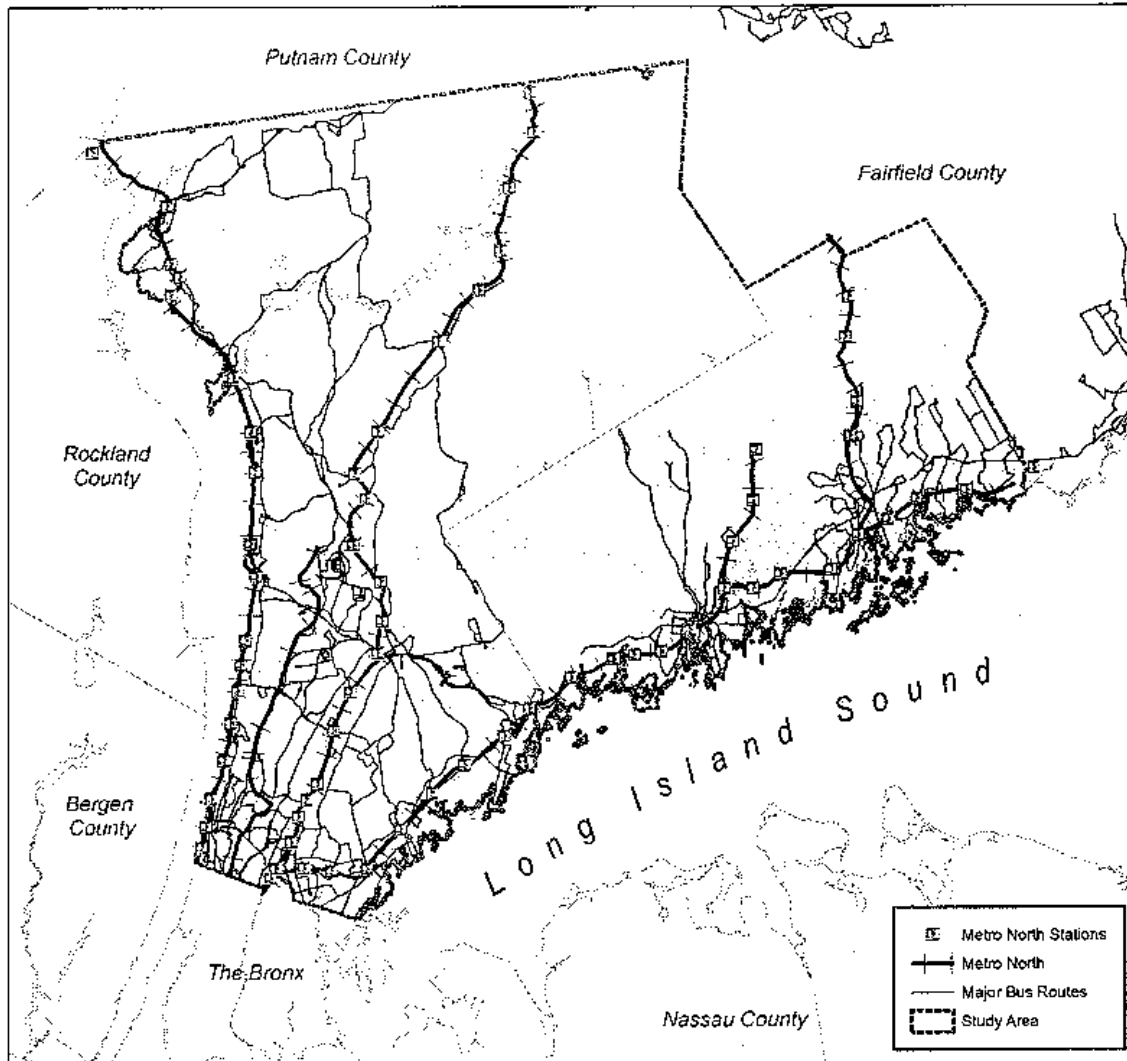 Putnam County
Fairfield County
Rockland
County
Bergen
County
Long Island Sound
The Bronx
Nassau County
Metro North Stations
Metro North
Major Bus Routes
Study Area